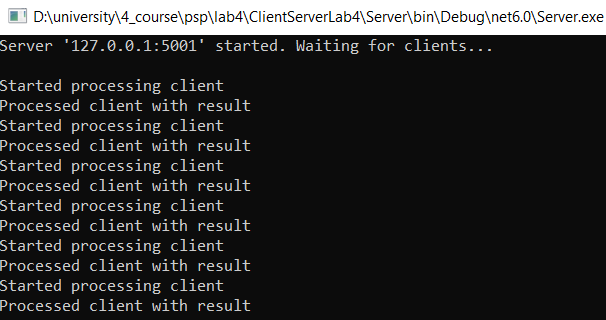 D:\university\4_course\psp\lab4\ClientServerLab4\Server\bin\Debug\net6.0\Server.exe
Server '127.0.0.1:5001' started. Waiting for clients...
Started processing client
Processed client with result
Started processing client
Processed client with result
Started processing client
Processed client with result
Started processing client
Processed client with result
Started processing client
Processed client with result
Started processing client
Processed client with result